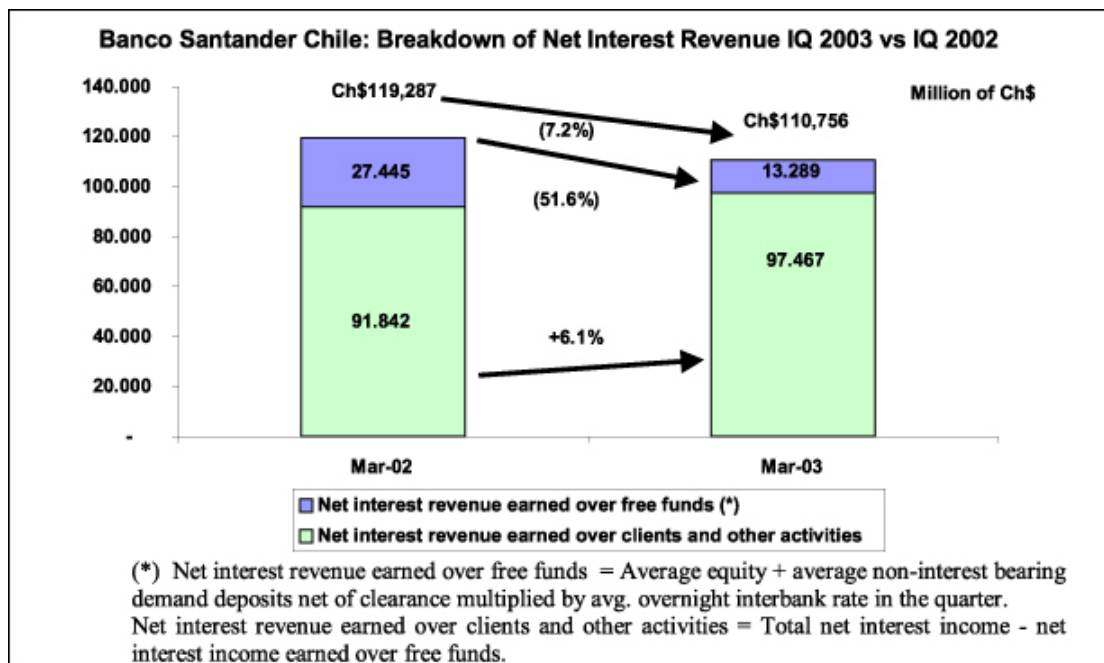 Banco Santander Chile: Breakdown of Net Interest Revenue IQ 2003 vs IQ 2002
Million of Ch$
140.000
120.000
100.000
80.000
60.000
40.000
20.000
-
Ch$119,287
(7.2%)
Ch$110,756
27.445
(51.6%)
13.289
91.842
+6.1%
97.467
Mar-02
Mar-03
Net interest revenue earned over free funds (*)
Net interest revenue earned over clients and other activities
(*) Net interest revenue earned over free funds = Average equity + average non-interest bearing
demand deposits net of clearance multiplied by avg. overnight interbank rate in the quarter.
Net interest revenue earned over clients and other activities = Total net interest income - net
interest income earned over free funds.